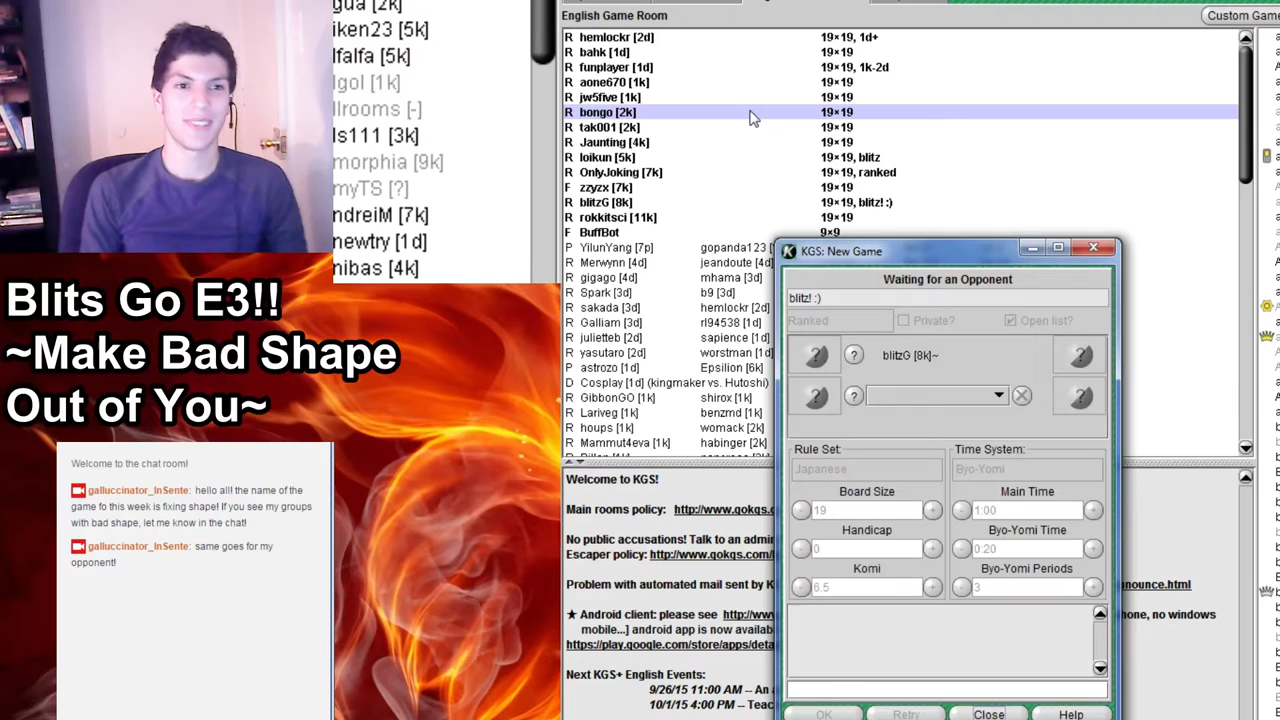 gua [2k]
iken23 [5k]
lfalfa [5k]
lgol [1k]
llrooms [-]
ls111 [3k]
morphia [9k]
myTS [?]
ndreiM [7k]
newtry [1d]
nibas [4k]
Blits Go E3!!
~Make Bad Shape
Out of You~
Welcome to the chat room!
galluccinator_InSente: hello all! the name of the
game fo this week is fixing shape! If you see my groups
with bad shape, let me know in the chat!
galluccinator_InSente: same goes for my
opponent!
English Game Room
Custom Game
R hemlockr [2d] 19×19, 1d+
R bahk [1d] 19×19
R funplayer [1d] 19×19, 1k-2d
R aone670 [1k] 19×19
R jw5five [1k] 19×19
R bongo [2k] 19×19
R tak001 [2k] 19×19
R Jaunting [4k] 19×19
R loikun [5k] 19×19, blitz
R OnlyJoking [7k] 19×19, ranked
F zzyzx [7k] 19×19
R blitzG [8k] 19×19, blitz! :)
R rokkitsci [11k] 19×19
F BuffBot 9×9
P YilunYang [7p] gopanda123
R Merwynn [4d] jeandoute [4d]
R gigago [4d] mhama [3d]
R Spark [3d] b9 [3d]
R sakada [3d] hemlockr [2d]
R Galliam [3d] rl94538 [1d]
R julietteb [2d] sapience [1d]
R yasutaro [2d] worstman [1d]
P astrozo [1d] Epsilon [6k]
D Cosplay [1d] (kingmaker vs. Hutoshi)
R GibbonGO [1k] shirox [1k]
R Lariveg [1k] benzmd [1k]
R houps [1k] womack [2k]
R Mammut4eva [1k] habinger [2k]
KGS: New Game
Waiting for an Opponent
blitz! :)
Ranked Private? Open list?
blitzG [8k]~
Rule Set: Time System:
Japanese Byo-Yomi
Board Size Main Time
19 1:00
Handicap Byo-Yomi Time
0 0:20
Komi Byo-Yomi Periods
6.5 3
OK Retry Close Help
Welcome to KGS!
Main rooms policy: http://www.gokgs.c
No public accusations! Talk to an admi
Escaper policy: http://www.gokgs.com/
Problem with automated mail sent by K
nnounce.html
★ Android client: please see http://ww
phone, no windows
mobile...] android app is now availab
https://play.google.com/store/apps/deta
Next KGS+ English Events:
9/26/15 11:00 AM -- An a
10/1/15 4:00 PM -- Teac